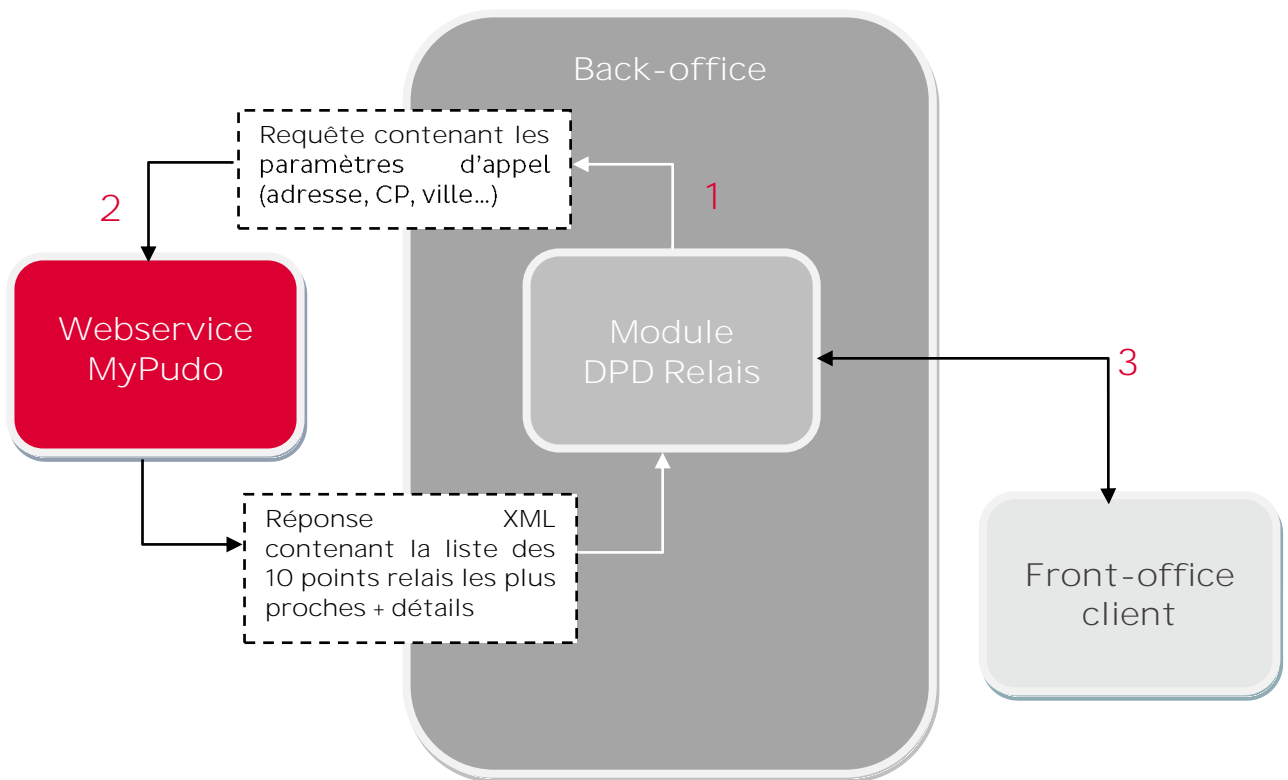 Back-office
Requête contenant les
paramètres d'appel
(adresse, CP, ville…)
1
2
Webservice
MyPudo
Module
DPD Relais
3
Réponse XML
contenant la liste des
10 points relais les plus
proches + détails
Front-office
client